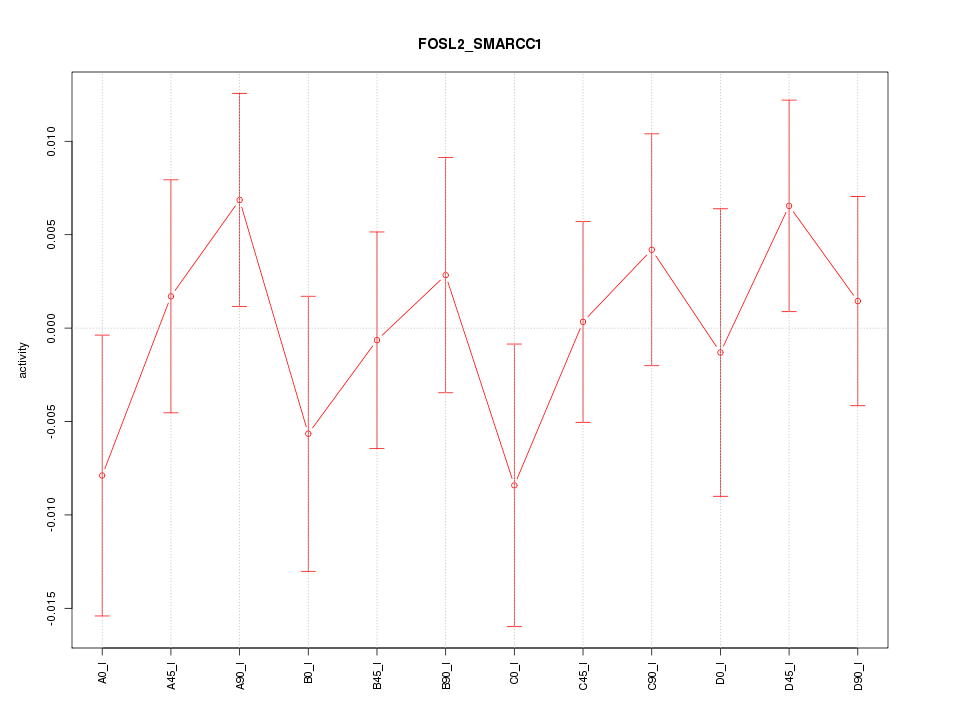 FOSL2_SMARCC1
0.010
0.005
0.000
-0.005
-0.010
-0.015
activity
A0_I
A45_I
A90_I
B0_I
B45_I
B90_I
C0_I
C45_I
C90_I
D0_I
D45_I
D90_I